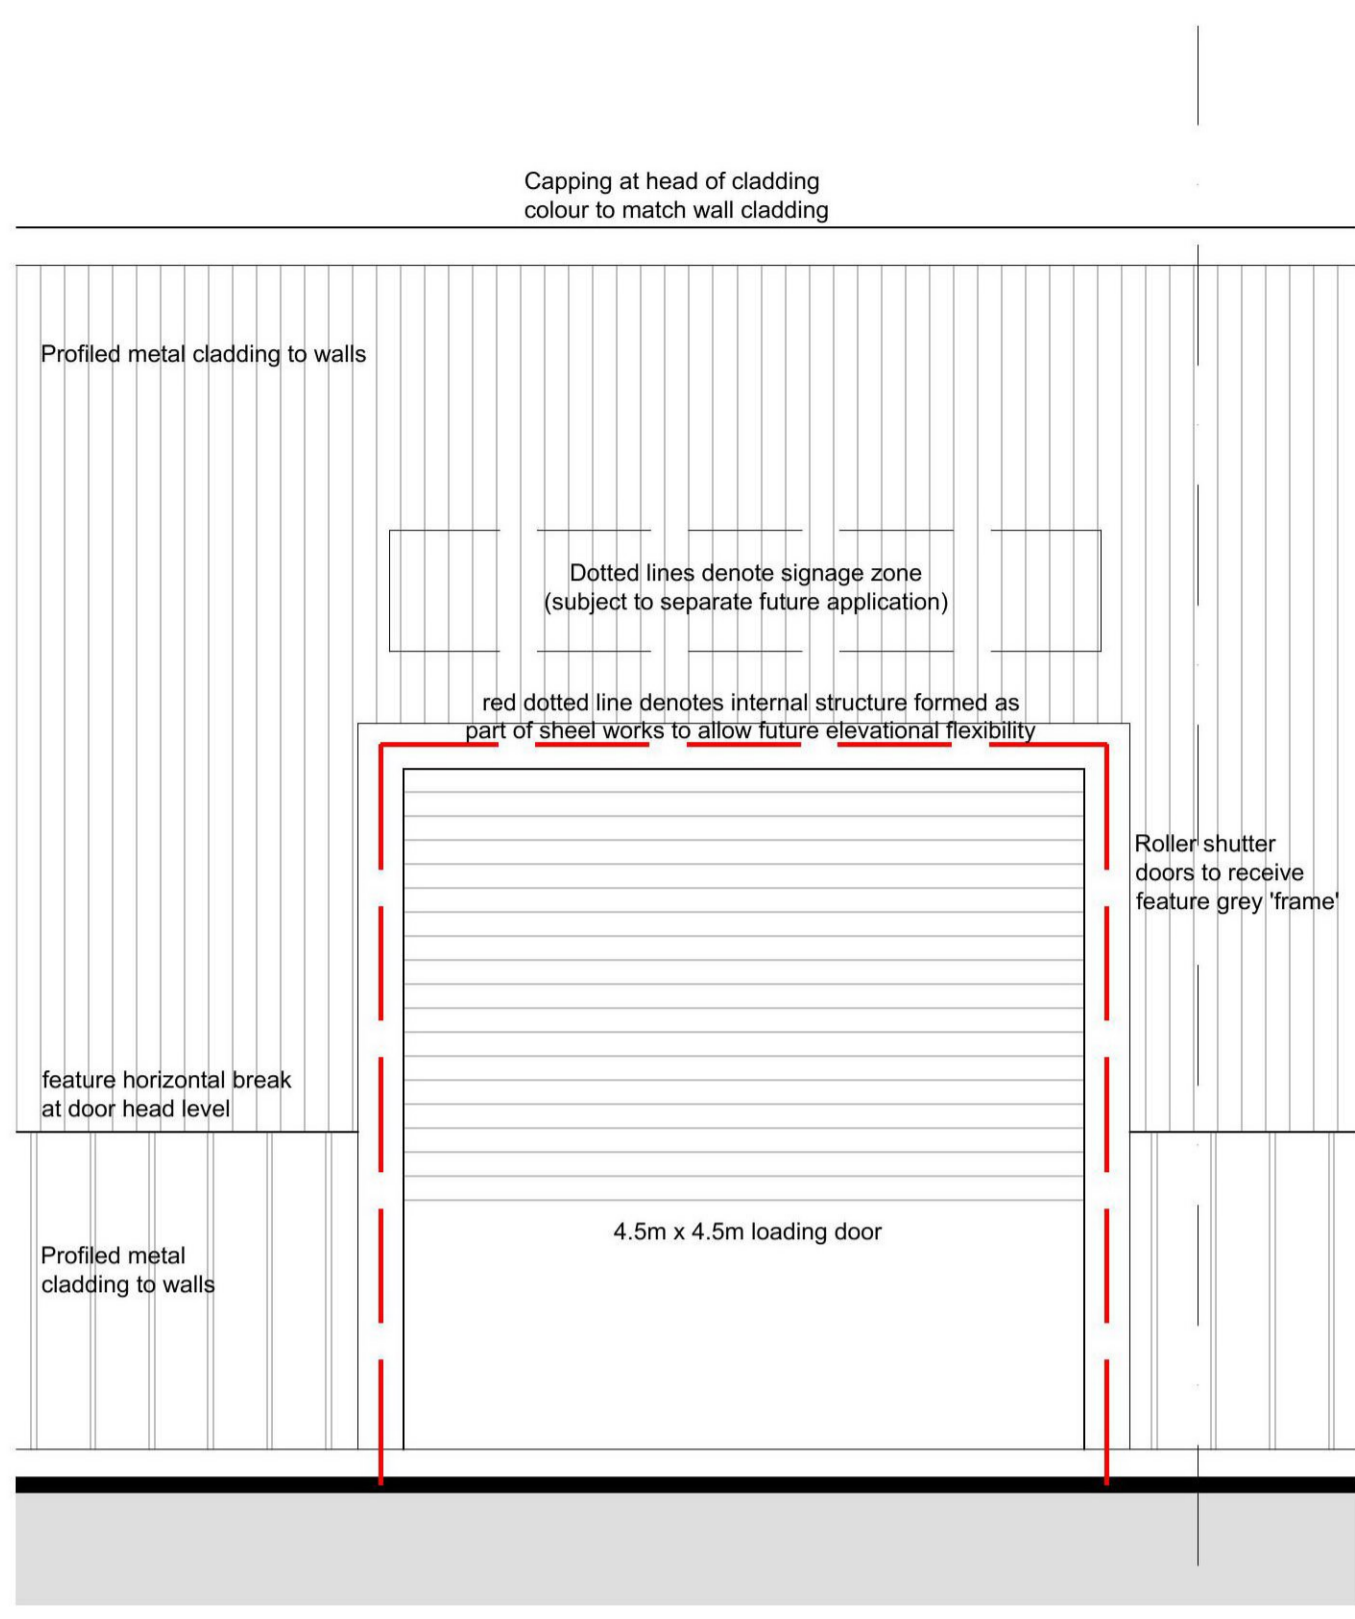 Capping at head of cladding
colour to match wall cladding
Profiled metal cladding to walls
Dotted lines denote signage zone
(subject to separate future application)
red dotted line denotes internal structure formed as
part of sheel works to allow future elevational flexibility
Roller shutter
doors to receive
feature grey 'frame'
feature horizontal break
at door head level
4.5m x 4.5m loading door
Profiled metal
cladding to walls